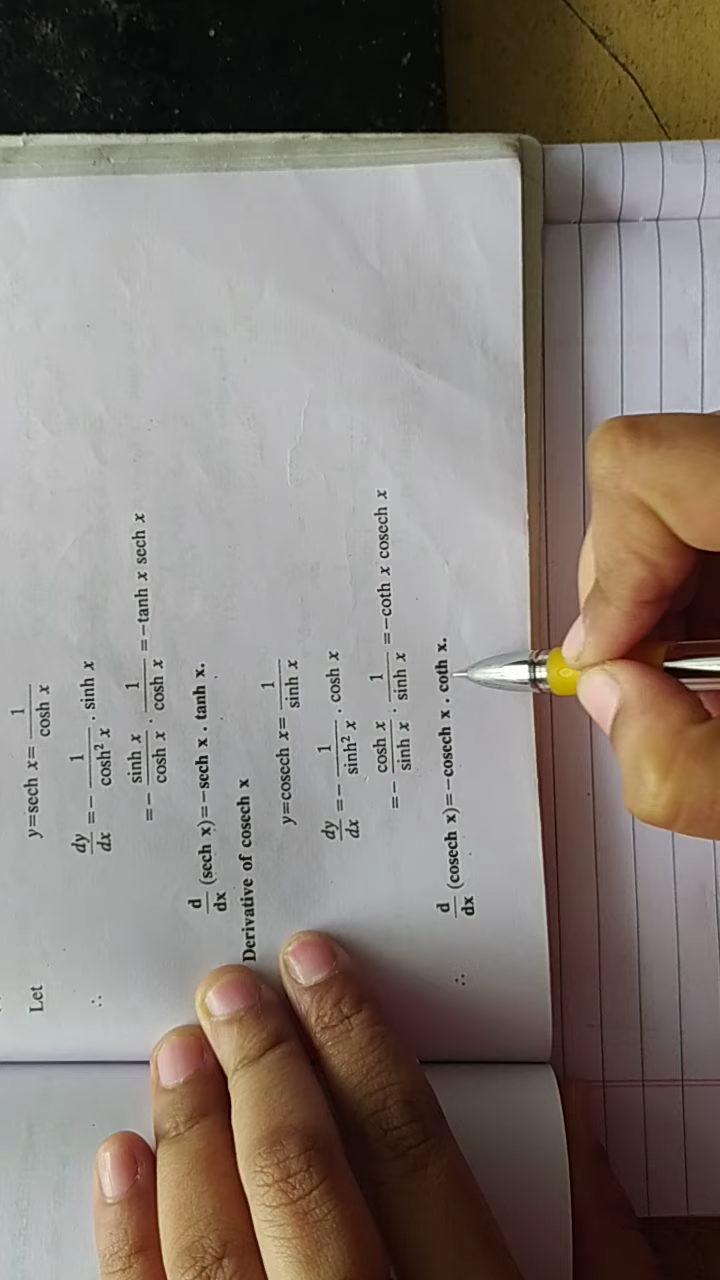 Let y=sech x= 1/cosh x
∴ dy/dx =− 1/cosh² x . sinh x
=− sinh x/cosh x . 1/cosh x =−tanh x sech x
d/dx (sech x)=−sech x . tanh x.
Derivative of cosech x
y=cosech x= 1/sinh x
dy/dx =− 1/sinh² x . cosh x
=− cosh x/sinh x . 1/sinh x =−coth x cosech x
∴ d/dx (cosech x)=−cosech x . coth x.